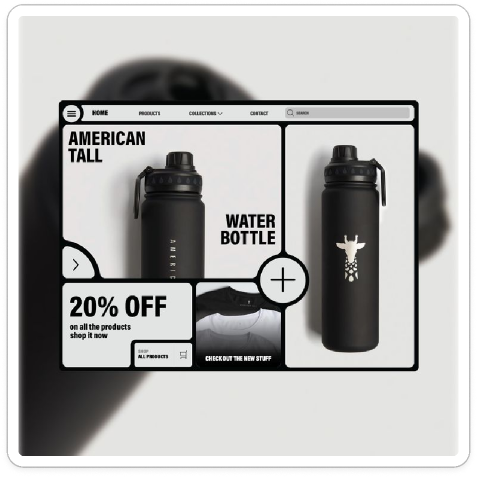 HOME
PRODUCTS
COLLECTIONS
CONTACT
SEARCH
AMERICAN
TALL
AMERIC
WATER
BOTTLE
20% OFF
on all the products
shop it now
SHOP
ALL PRODUCTS
CHECK OUT THE NEW STUFF